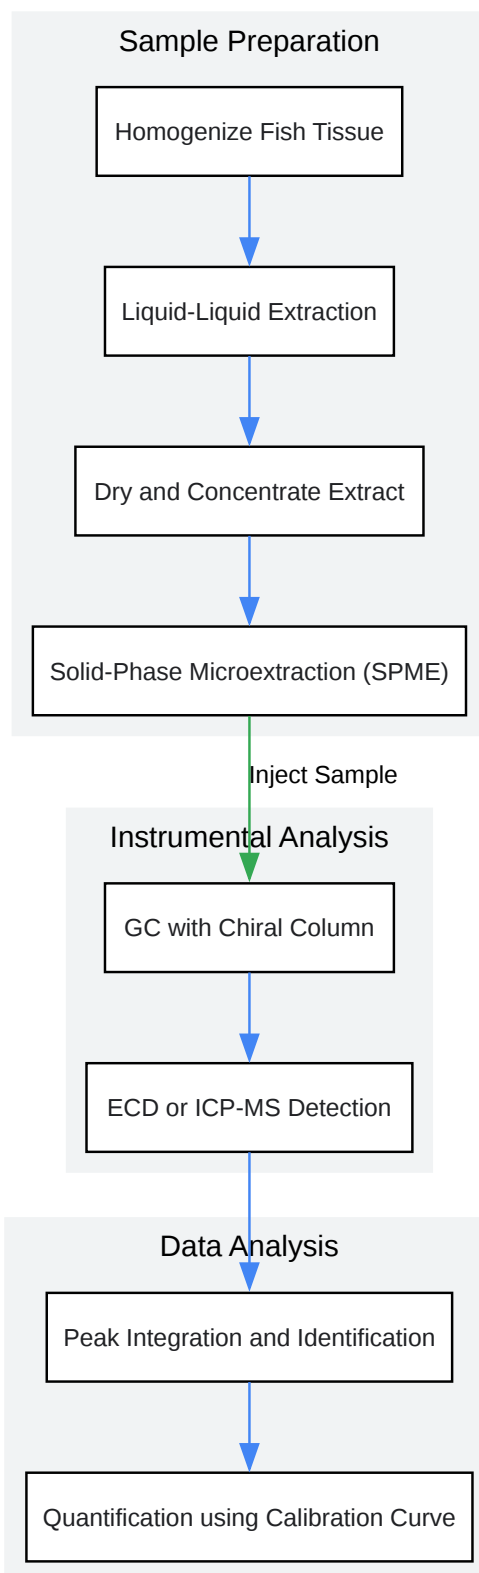 Sample Preparation
Homogenize Fish Tissue
Liquid-Liquid Extraction
Dry and Concentrate Extract
Solid-Phase Microextraction (SPME)
Inject Sample
Instrumental Analysis
GC with Chiral Column
ECD or ICP-MS Detection
Data Analysis
Peak Integration and Identification
Quantification using Calibration Curve